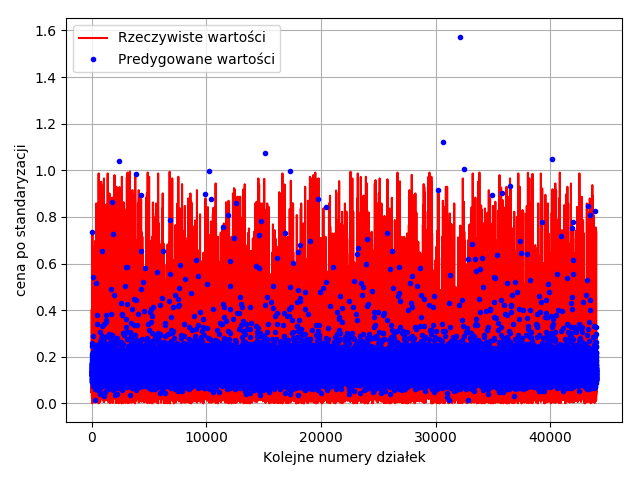 Rzeczywiste wartości
Predygowane wartości
cena po standaryzacji
1.6
1.4
1.2
1.0
0.8
0.6
0.4
0.2
0.0
0 10000 20000 30000 40000
Kolejne numery działek